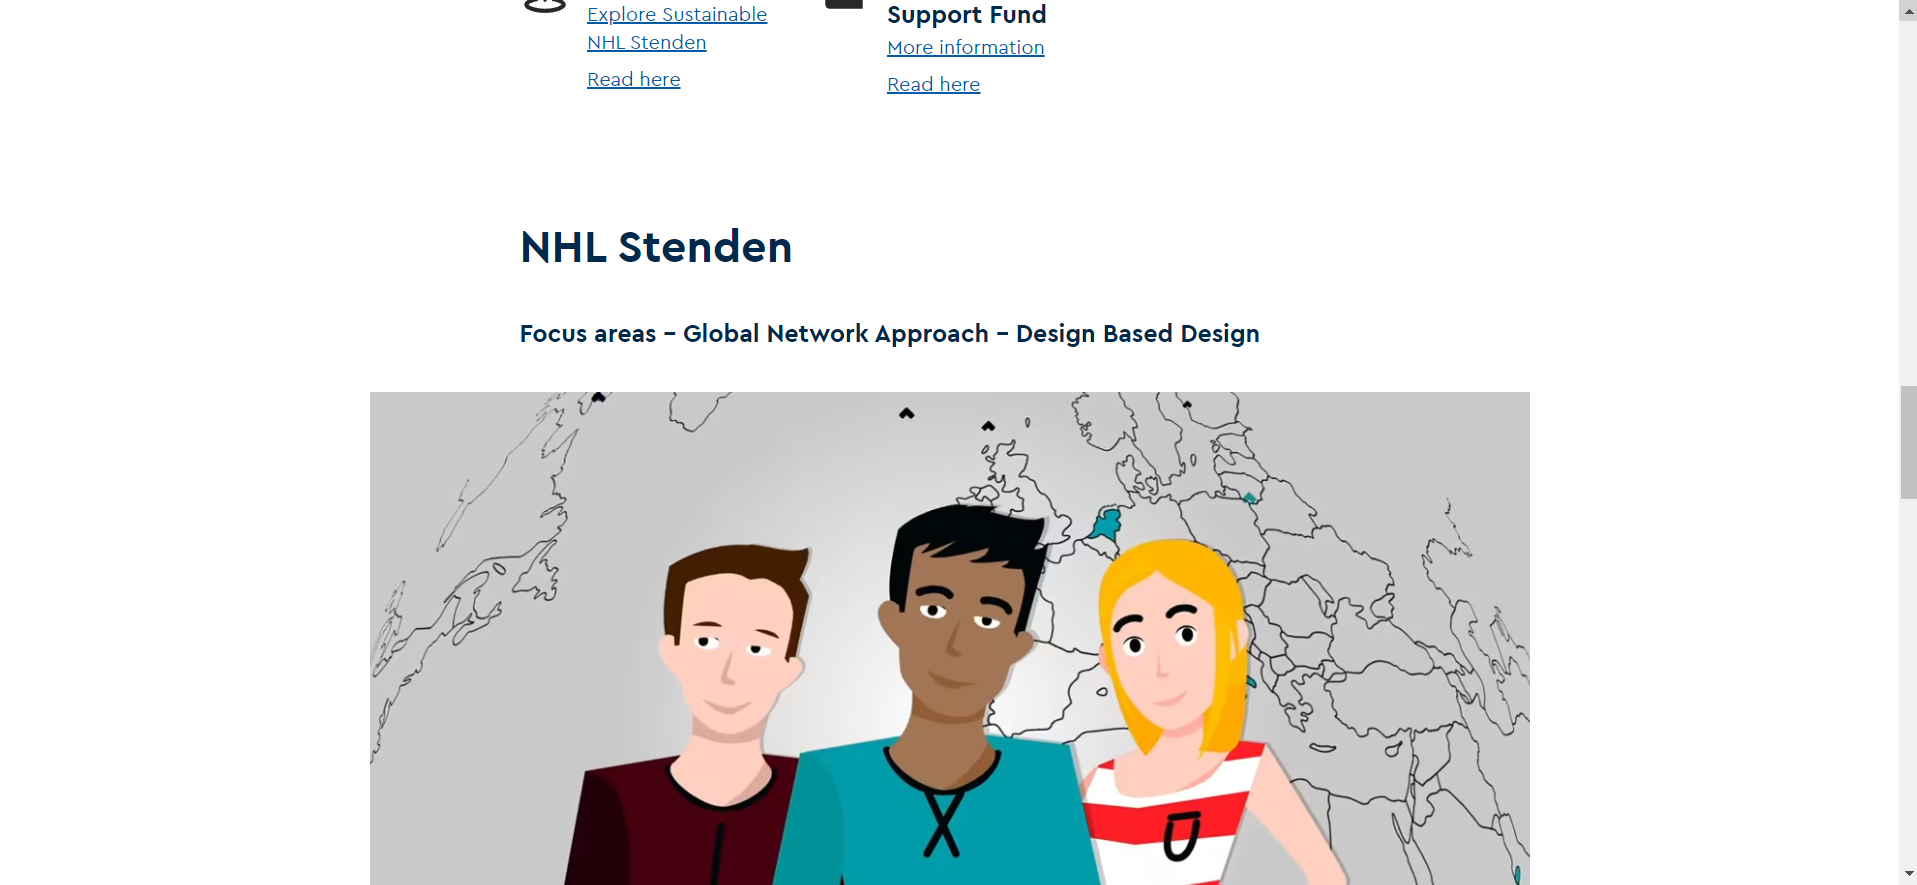 Explore Sustainable
NHL Stenden
Read here
Support Fund
More information
Read here
NHL Stenden
Focus areas – Global Network Approach – Design Based Design